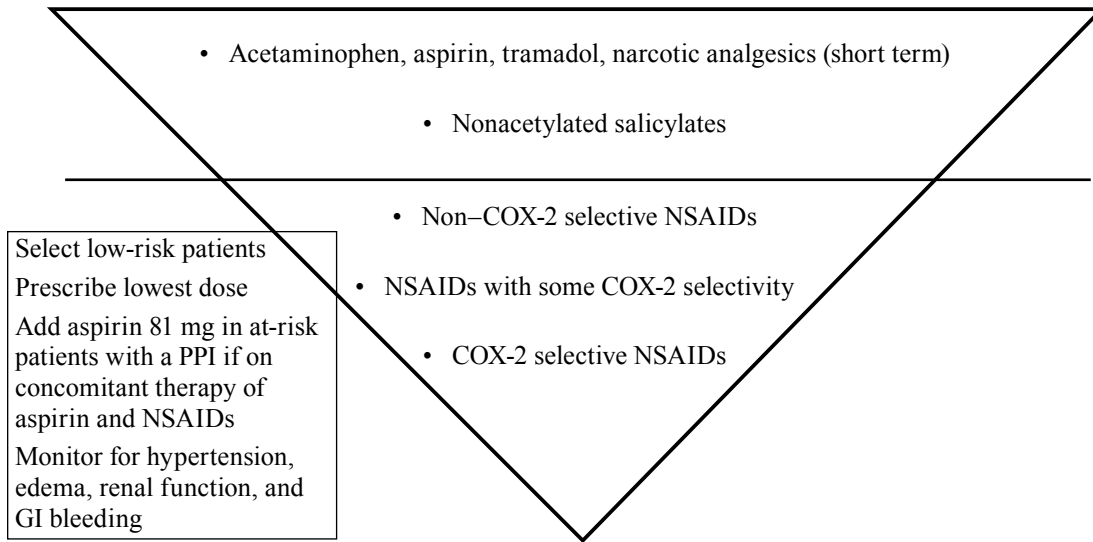 • Acetaminophen, aspirin, tramadol, narcotic analgesics (short term)
• Nonacetylated salicylates
• Non–COX-2 selective NSAIDs
• NSAIDs with some COX-2 selectivity
• COX-2 selective NSAIDs
Select low-risk patients
Prescribe lowest dose
Add aspirin 81 mg in at-risk
patients with a PPI if on
concomitant therapy of
aspirin and NSAIDs
Monitor for hypertension,
edema, renal function, and
GI bleeding